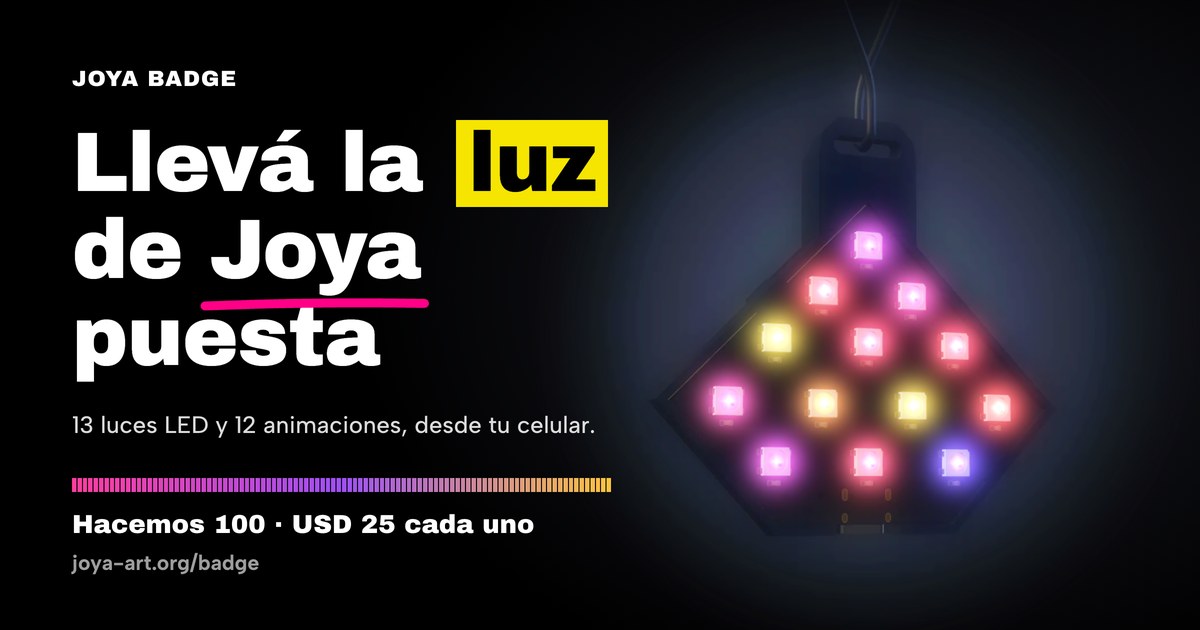 JOYA BADGE
Llevá la luz
de Joya
puesta
13 luces LED y 12 animaciones, desde tu celular.
Hacemos 100 · USD 25 cada uno
joya-art.org/badge